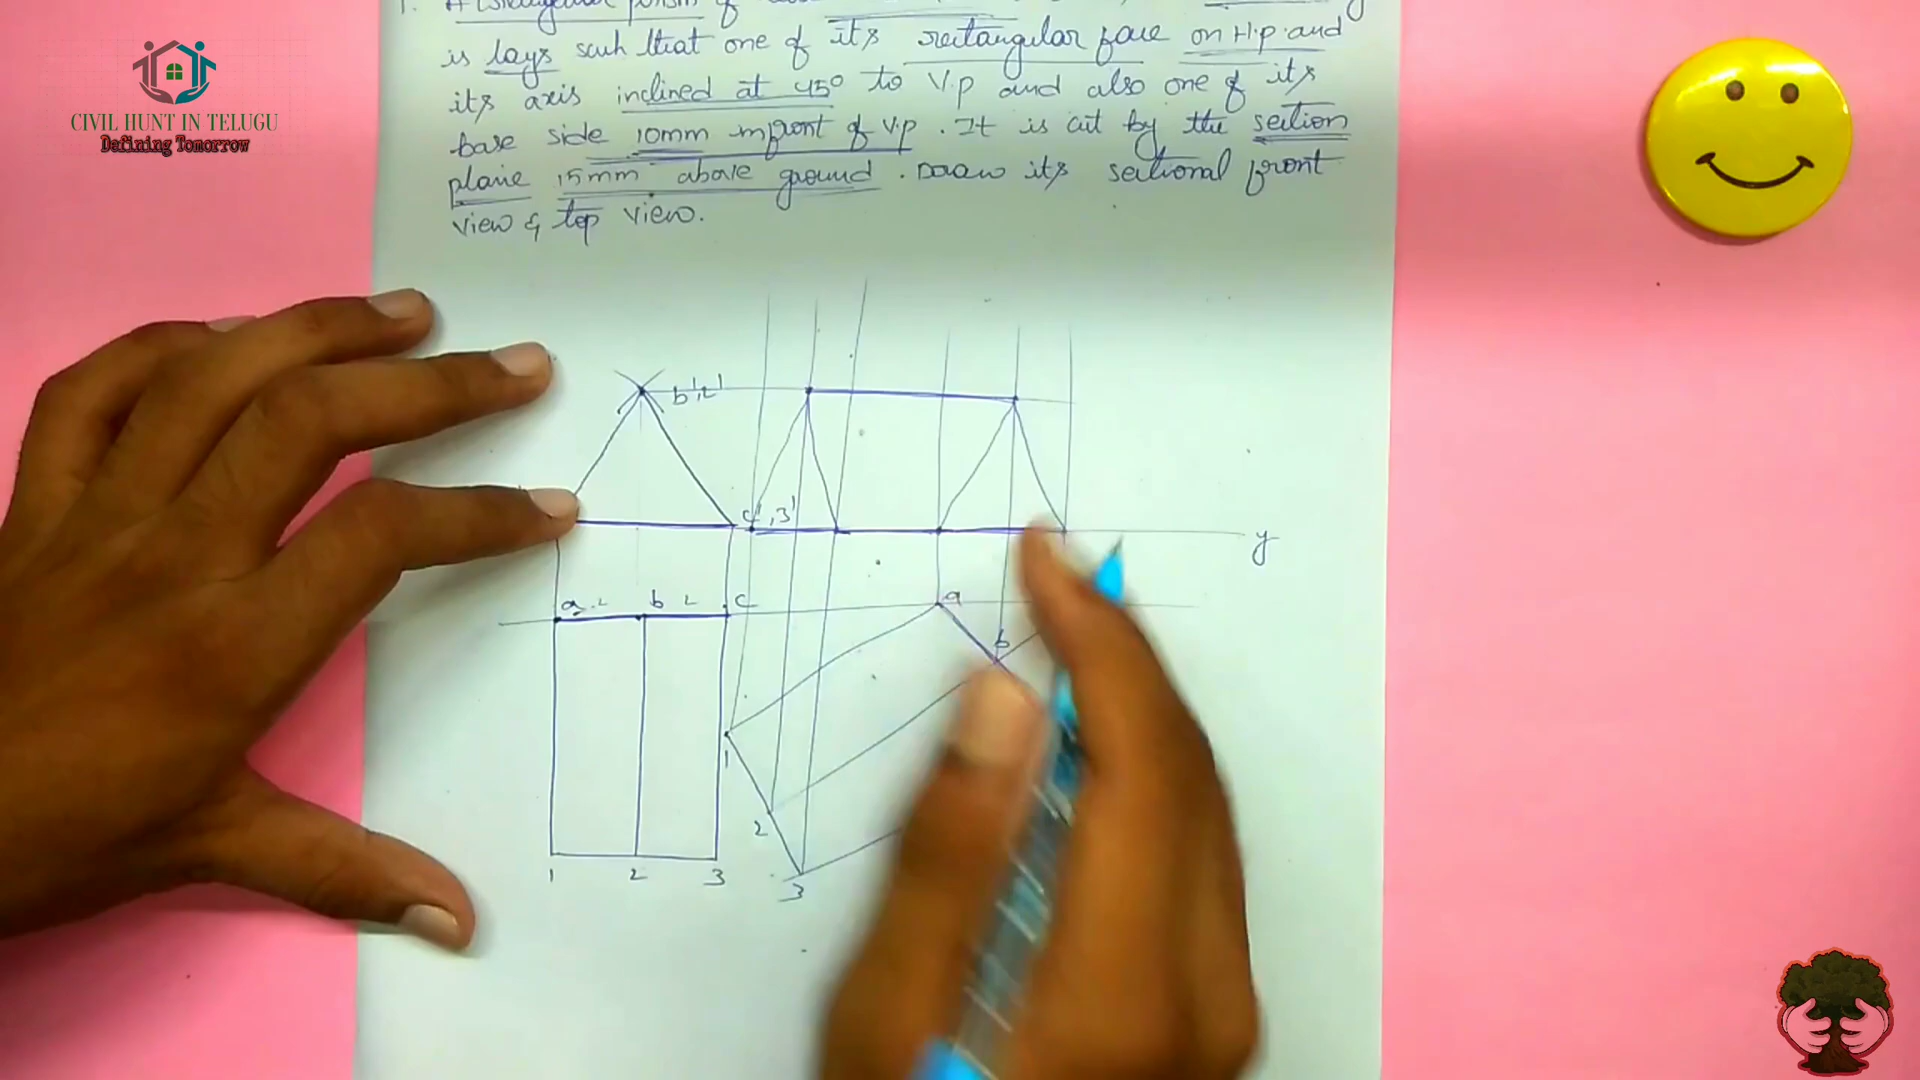 CIVIL HUNT IN TELUGU
Defining Tomorrow
1. A prism of
is lays such that one of its rectangular face on H.p and
its axis inclined at 45° to V.p and also one of its
base side 10mm infront of V.p. It is cut by the section
plane 15mm above ground. Draw its sectional front
view & top view.
b',2'
c',3'
y
a b c
a
b
1
2
3
1 2 3